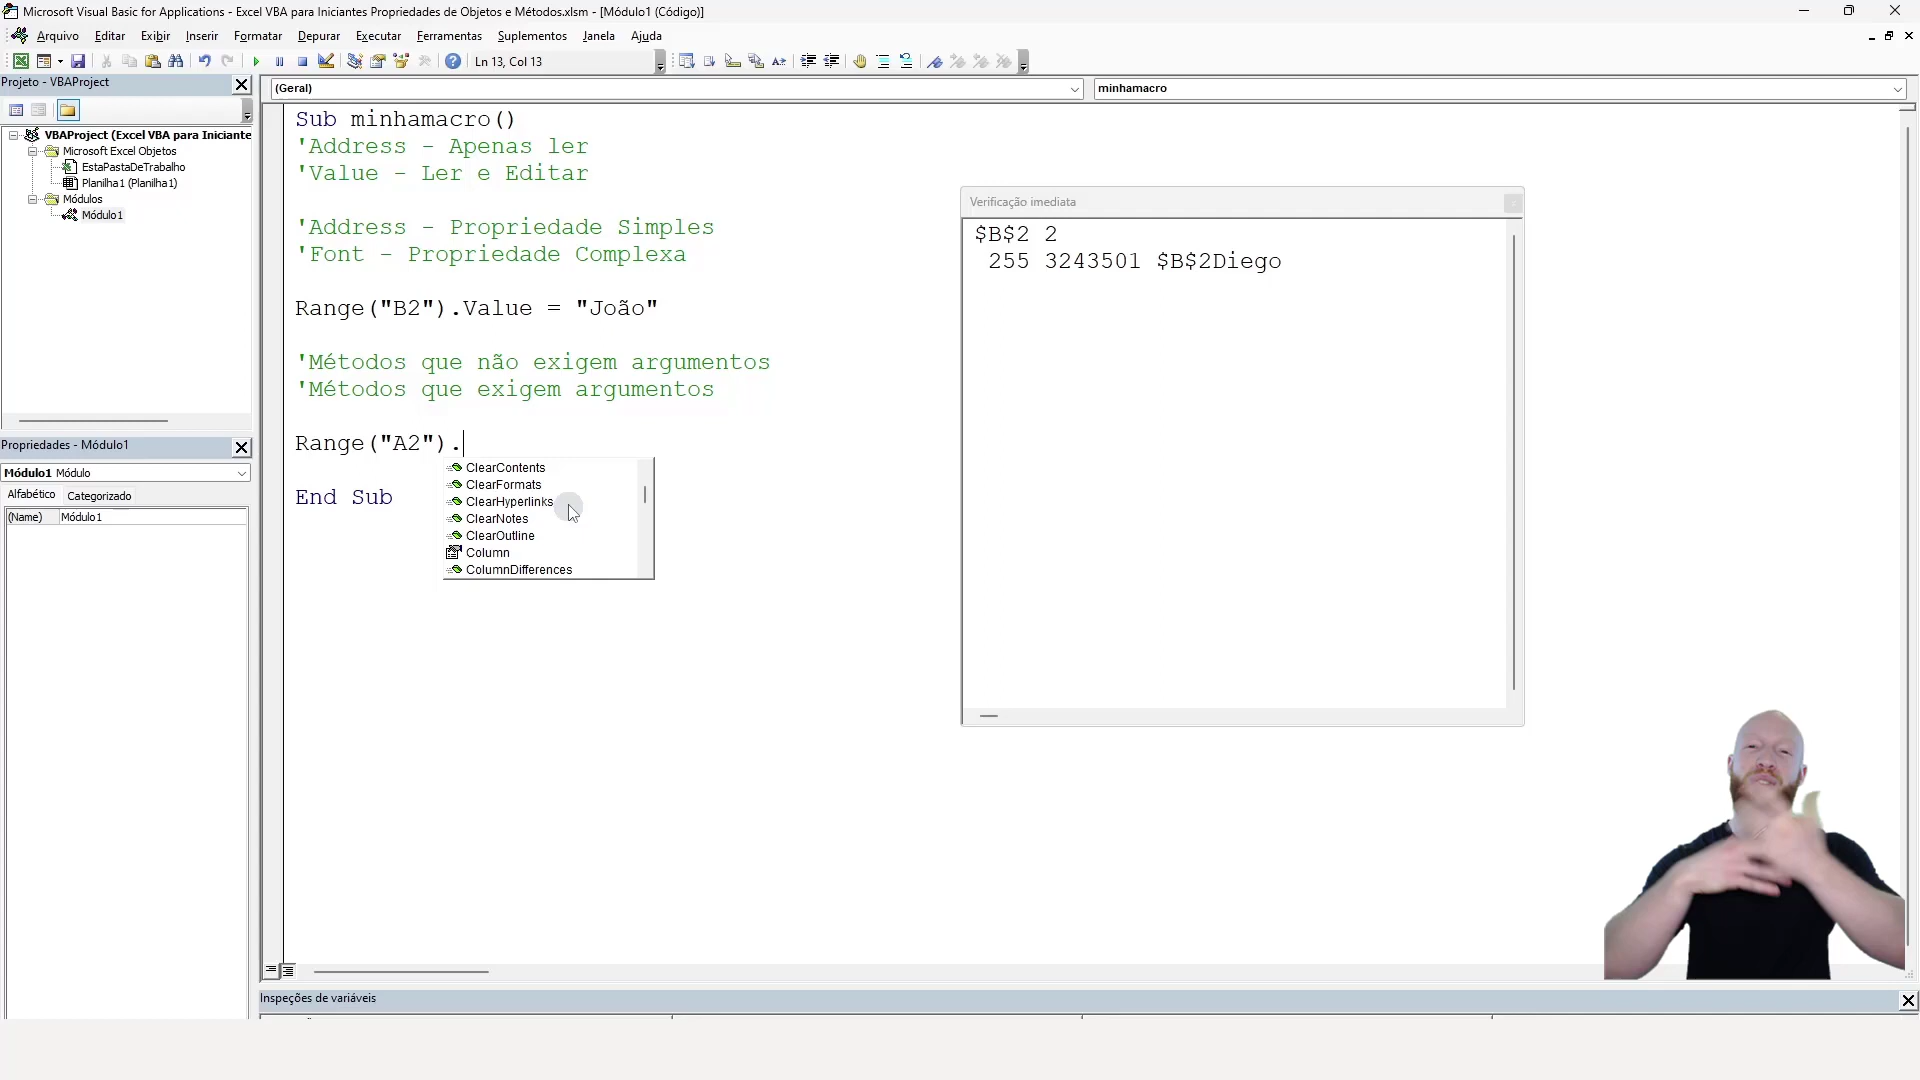 Microsoft Visual Basic for Applications - Excel VBA para Iniciantes Propriedades de Objetos e Métodos.xlsm - [Módulo1 (Código)]
Arquivo Editar Exibir Inserir Formatar Depurar Executar Ferramentas Suplementos Janela Ajuda
Ln 13, Col 13
Projeto - VBAProject
VBAProject (Excel VBA para Iniciante
Microsoft Excel Objetos
EstaPastaDeTrabalho
Planilha1 (Planilha1)
Módulos
Módulo1
Propriedades - Módulo1
Módulo1 Módulo
Alfabético Categorizado
(Name) Módulo1
(Geral)
minhamacro
Sub minhamacro()
'Address - Apenas ler
'Value - Ler e Editar
'Address - Propriedade Simples
'Font - Propriedade Complexa
Range("B2").Value = "João"
'Métodos que não exigem argumentos
'Métodos que exigem argumentos
Range("A2").
ClearContents
ClearFormats
ClearHyperlinks
ClearNotes
ClearOutline
Column
ColumnDifferences
End Sub
Verificação imediata
$B$2 2
255 3243501 $B$2Diego
Inspeções de variáveis